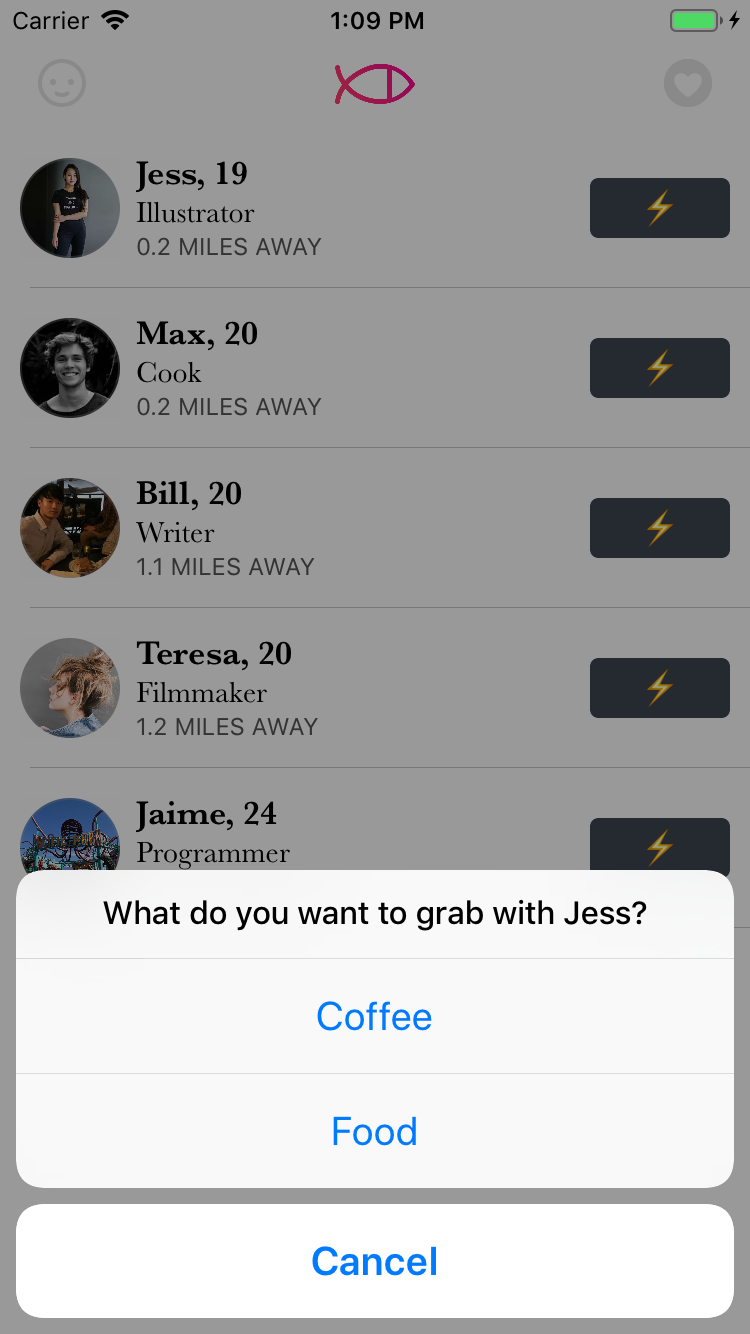 Carrier
1:09 PM
Jess, 19
Illustrator
0.2 MILES AWAY
Max, 20
Cook
0.2 MILES AWAY
Bill, 20
Writer
1.1 MILES AWAY
Teresa, 20
Filmmaker
1.2 MILES AWAY
Jaime, 24
Programmer
What do you want to grab with Jess?
Coffee
Food
Cancel